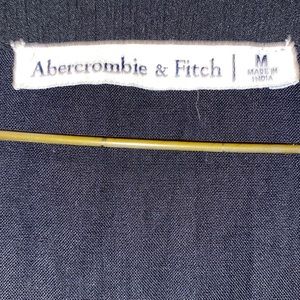 Abercrombie & Fitch
M
MADE IN
INDIA